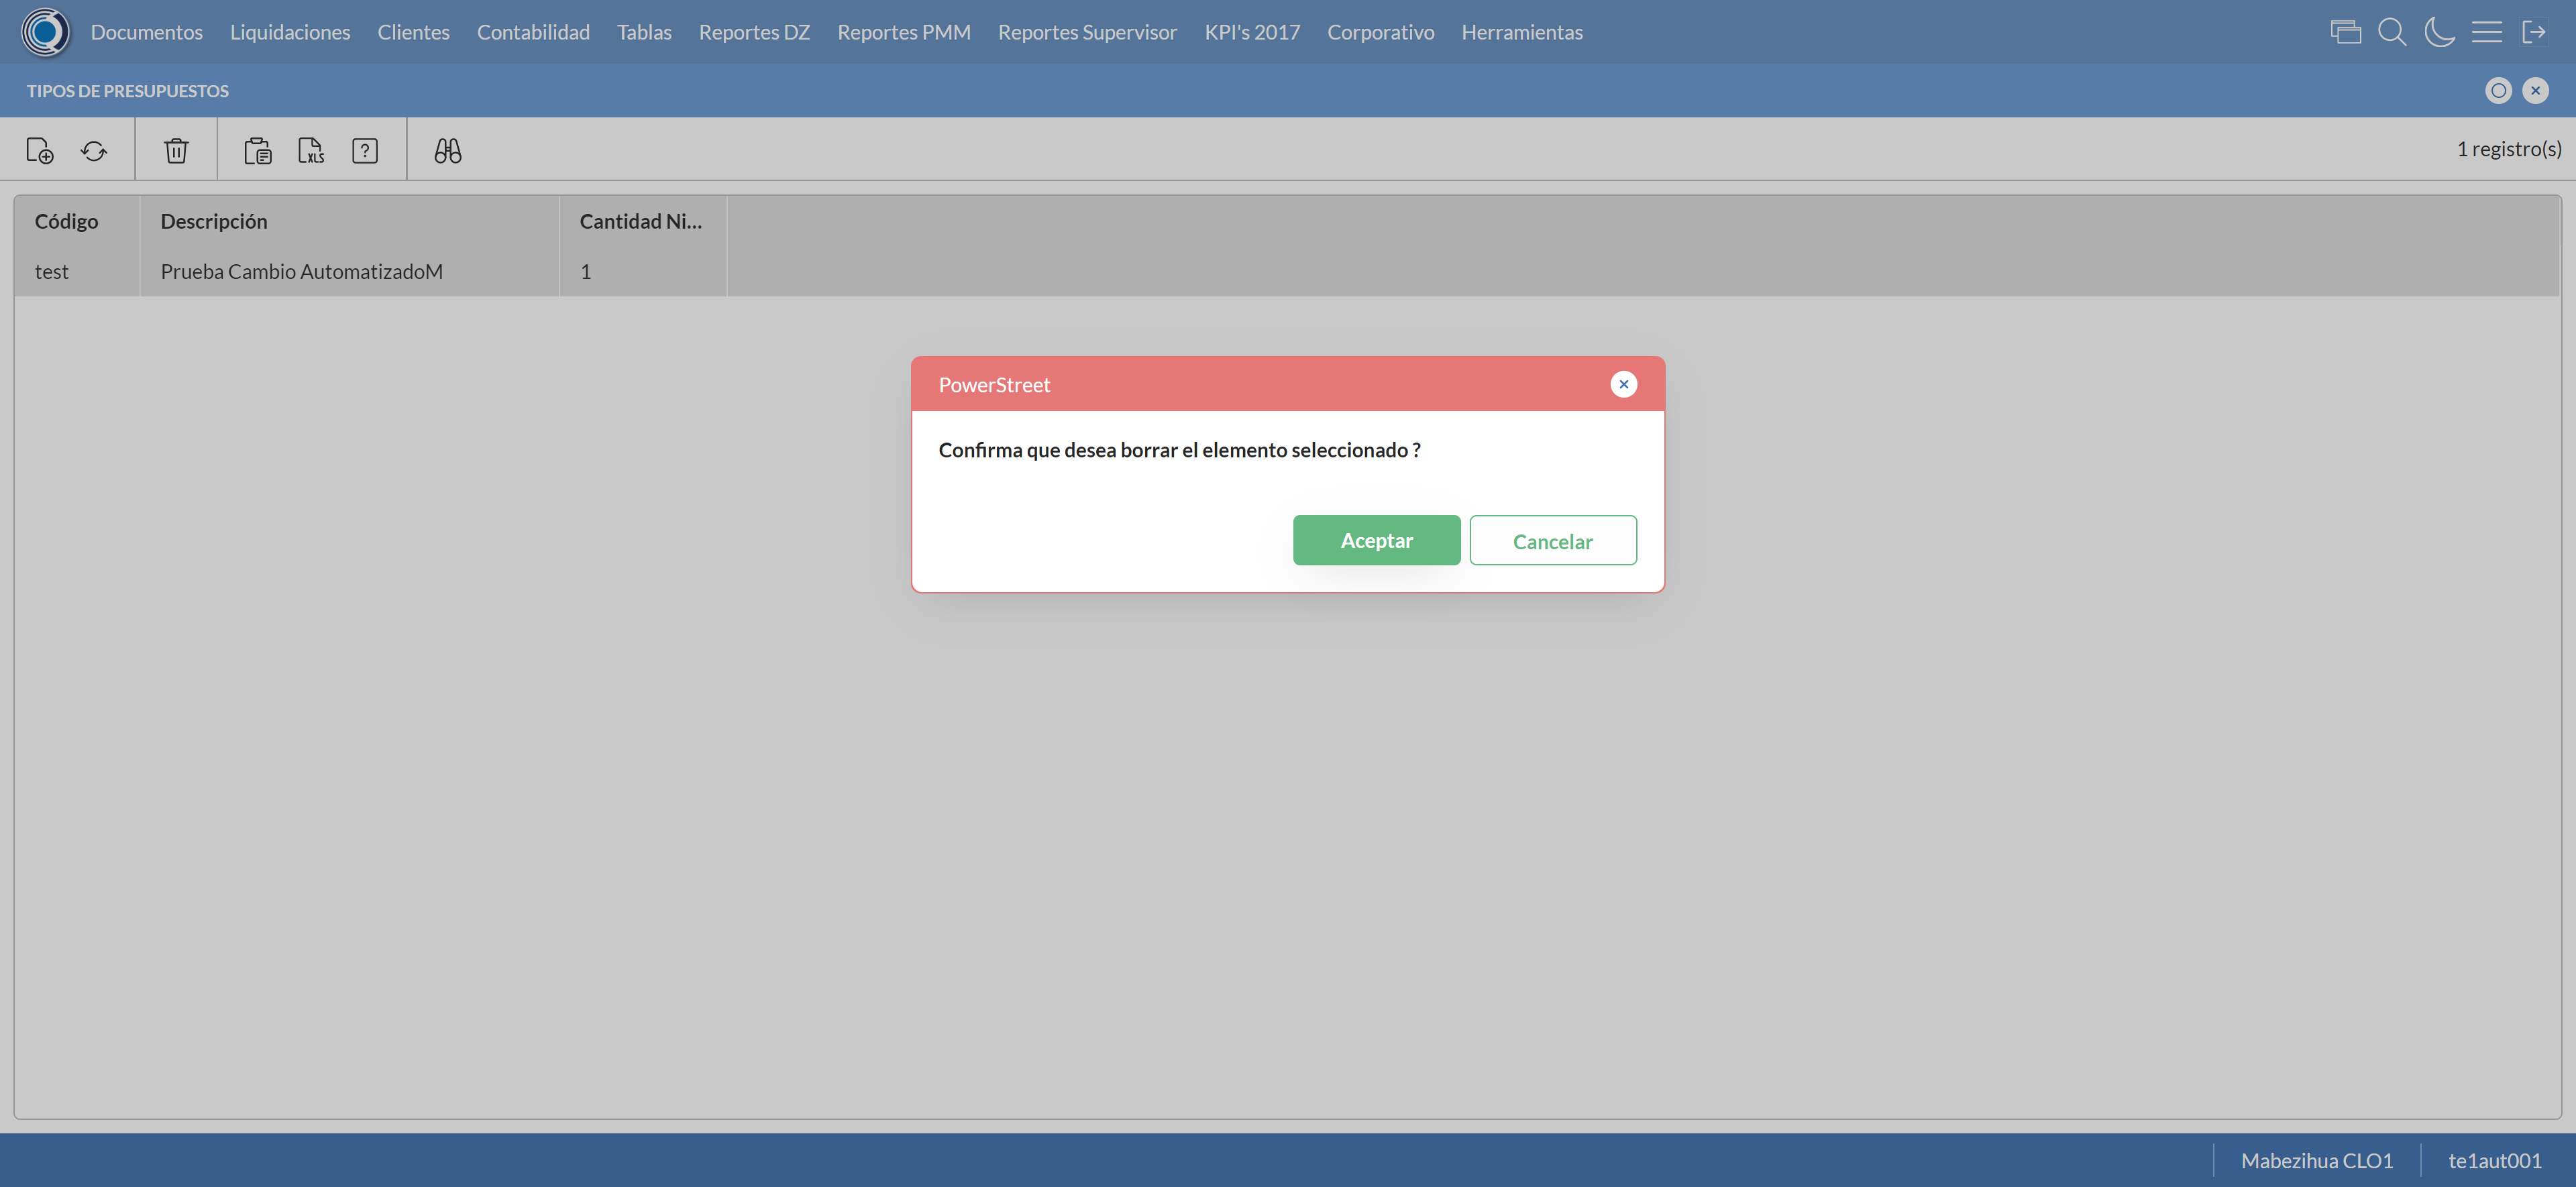 Documentos Liquidaciones Clientes Contabilidad Tablas Reportes DZ Reportes PMM Reportes Supervisor KPI's 2017 Corporativo Herramientas
TIPOS DE PRESUPUESTOS
XLS ? 1 registro(s)
Código Descripción Cantidad Ni...
test Prueba Cambio AutomatizadoM 1
PowerStreet
Confirma que desea borrar el elemento seleccionado ?
Aceptar Cancelar
Mabezihua CLO1 te1aut001